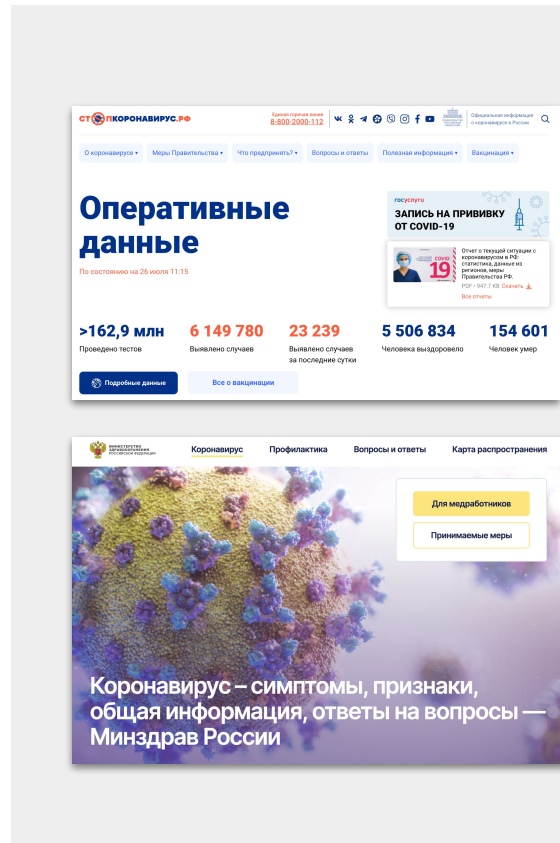 СТОПКОРОНАВИРУС.РФ
Единая горячая линия
8-800-2000-112
Официальная информация
о коронавирусе в России
О коронавирусе
Меры Правительства
Что предпринять?
Вопросы и ответы
Полезная информация
Вакцинация
Оперативные
данные
По состоянию на 26 июля 11:15
госуслуги
ЗАПИСЬ НА ПРИВИВКУ
ОТ COVID-19
COVID
19
Отчет о текущей ситуации с
коронавирусом в РФ:
статистика, данные из
регионов, меры
Правительства РФ.
PDF • 947.7 KB Скачать
Все отчеты
>162,9 млн
Проведено тестов
6 149 780
Выявлено случаев
23 239
Выявлено случаев
за последние сутки
5 506 834
Человека выздоровело
154 601
Человек умер
Подробные данные
Все о вакцинации
МИНИСТЕРСТВО
ЗДРАВООХРАНЕНИЯ
РОССИЙСКОЙ ФЕДЕРАЦИИ
Коронавирус
Профилактика
Вопросы и ответы
Карта распространения
Для медработников
Принимаемые меры
Коронавирус – симптомы, признаки,
общая информация, ответы на вопросы —
Минздрав России